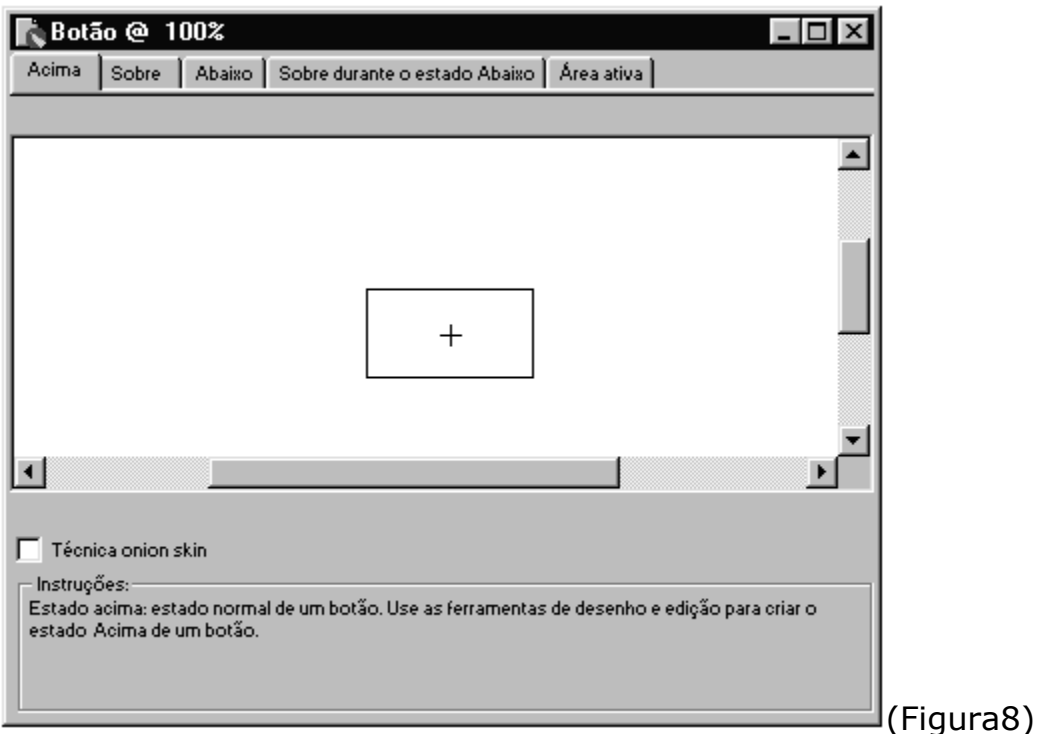 Botão @ 100%
Acima Sobre Abaixo Sobre durante o estado Abaixo Área ativa
Técnica onion skin
Instruções:
Estado acima: estado normal de um botão. Use as ferramentas de desenho e edição para criar o
estado Acima de um botão.
(Figura8)